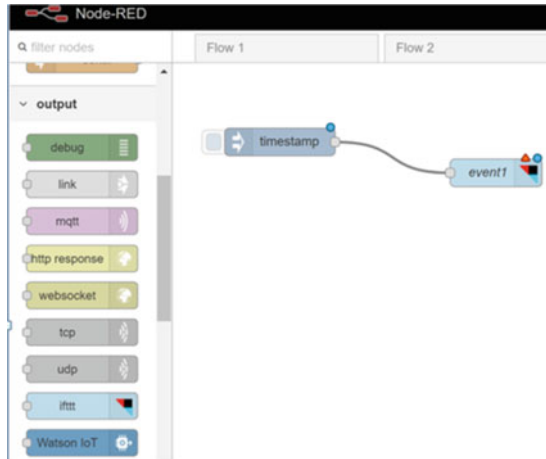 Node-RED
filter nodes
Flow 1
Flow 2
output
debug
link
mqtt
http response
websocket
tcp
udp
ifttt
Watson IoT
timestamp
event1